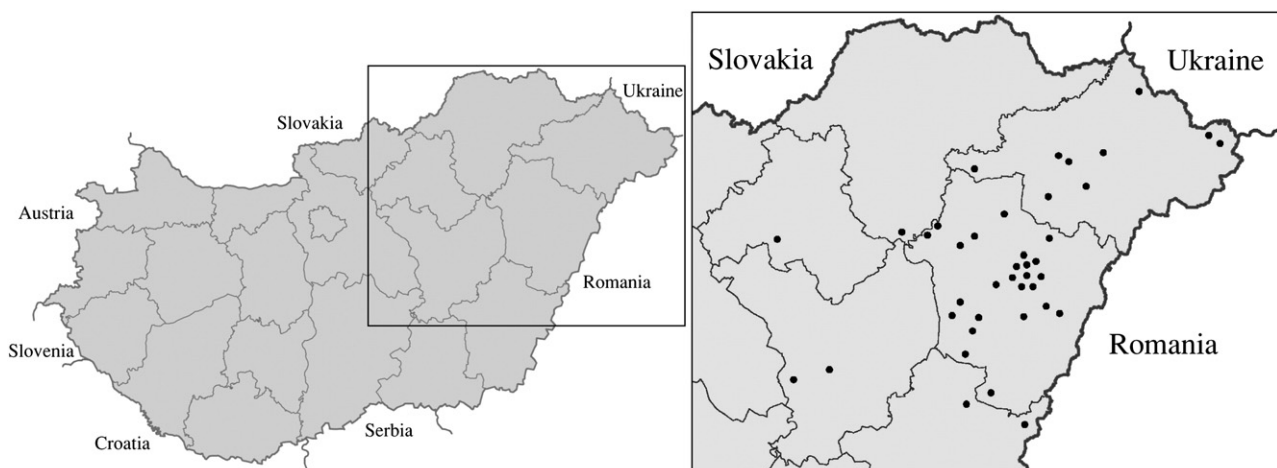 Ukraine
Slovakia
Austria
Romania
Slovenia
Serbia
Croatia
Slovakia
Ukraine
Romania